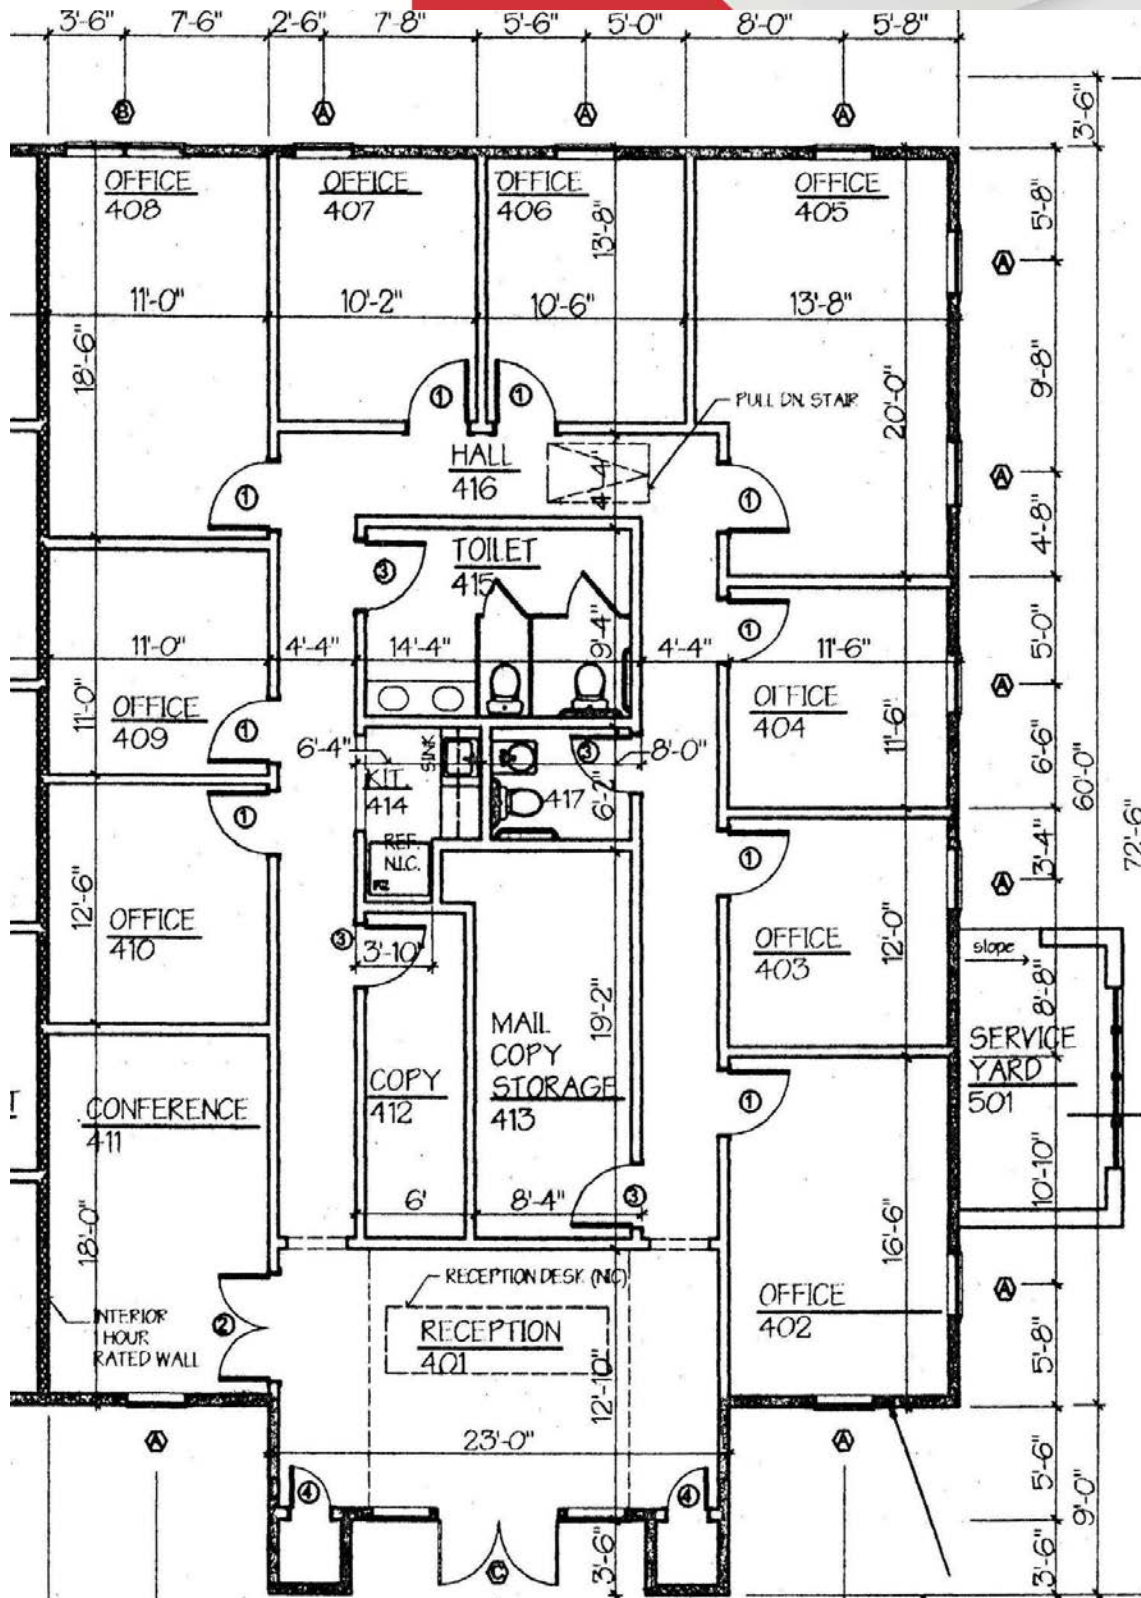 3'-6" 7'-6" 2'-6" 7'-8" 5'-6" 5'-0" 8'-0" 5'-8"
B A A A
13'-6"
OFFICE
408
OFFICE
407
OFFICE
406
OFFICE
405
13'-8"
5'-8"
A
11'-0" 10'-2" 10'-6" 13'-8"
18'-6"
9'-8"
20'-0"
1 1
PULL DN. STAIR
HALL
416
4'-4"
A
1 1
4'-8"
TOILET
415
3
9'-4"
1
5'-0"
11'-0" 4'-4" 14'-4" 4'-4" 11'-6"
OFFICE
409
11'-0"
1
OFFICE
404
A
11'-6"
6'-6"
60'-0"
72'-6"
6'-4" SINK 3 8'-0"
KIT.
414
417
6'-2"
1
REF.
N.I.C.
1
13'-4"
A
12'-6"
OFFICE
410
3
3'-10"
OFFICE
403
12'-0"
slope
8'-8"
19'-2"
MAIL
COPY
STORAGE
413
SERVICE
YARD
501
COPY
412
1
CONFERENCE
411
6' 8'-4" 3
10'-10"
18'-0"
16'-6"
RECEPTION DESK (NIC)
A
INTERIOR
HOUR
RATED WALL
2
RECEPTION
401
OFFICE
402
12'-10"
5'-8"
A A
23'-0"
5'-6"
4 4
9'-0"
C
3'-6" 3'-6"